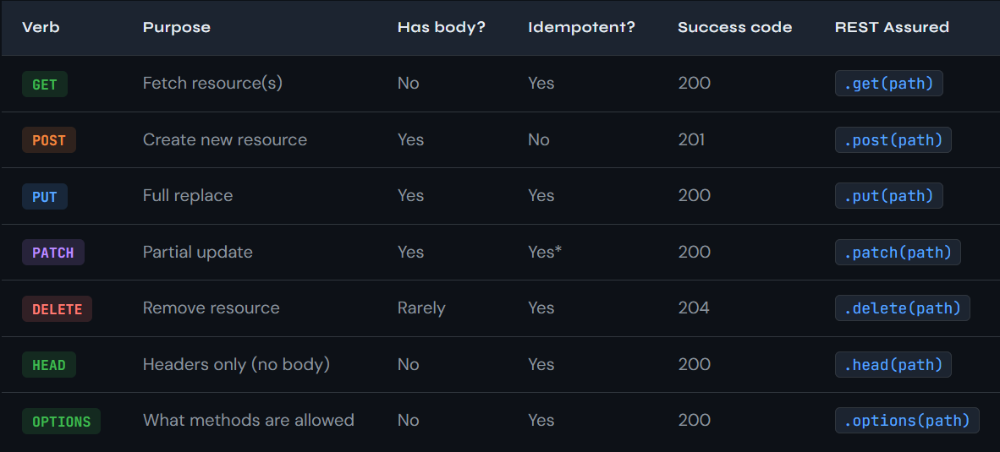 Verb Purpose Has body? Idempotent? Success code REST Assured
GET Fetch resource(s) No Yes 200 .get(path)
POST Create new resource Yes No 201 .post(path)
PUT Full replace Yes Yes 200 .put(path)
PATCH Partial update Yes Yes* 200 .patch(path)
DELETE Remove resource Rarely Yes 204 .delete(path)
HEAD Headers only (no body) No Yes 200 .head(path)
OPTIONS What methods are allowed No Yes 200 .options(path)